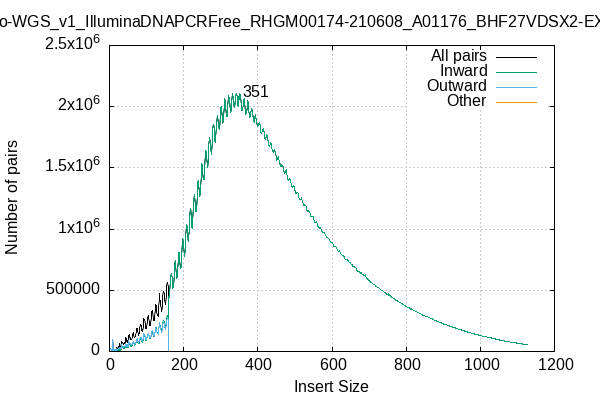 o-WGS_v1_IlluminaDNAPCRFree_RHGM00174-210608_A01176_BHF27VDSX2-EX
2.5x10⁶
2x10⁶
1.5x10⁶
1x10⁶
500000
0
Number of pairs
All pairs
Inward
Outward
Other
351
0 200 400 600 800 1000 1200
Insert Size